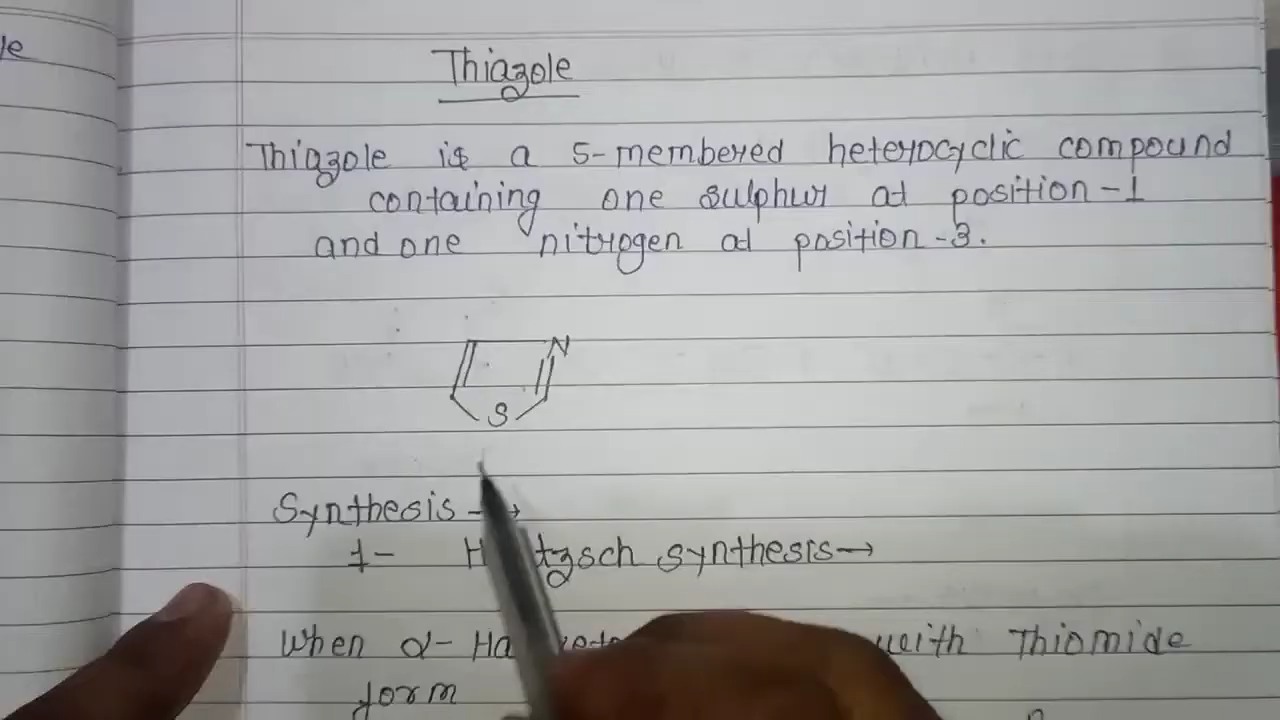 Thiazole
Thiazole is a 5-membered heterocyclic compound
containing one sulphur at position-1
and one nitrogen at position-3.
N
S
Synthesis →
1- synthesis →
When α- with Thiomide
form